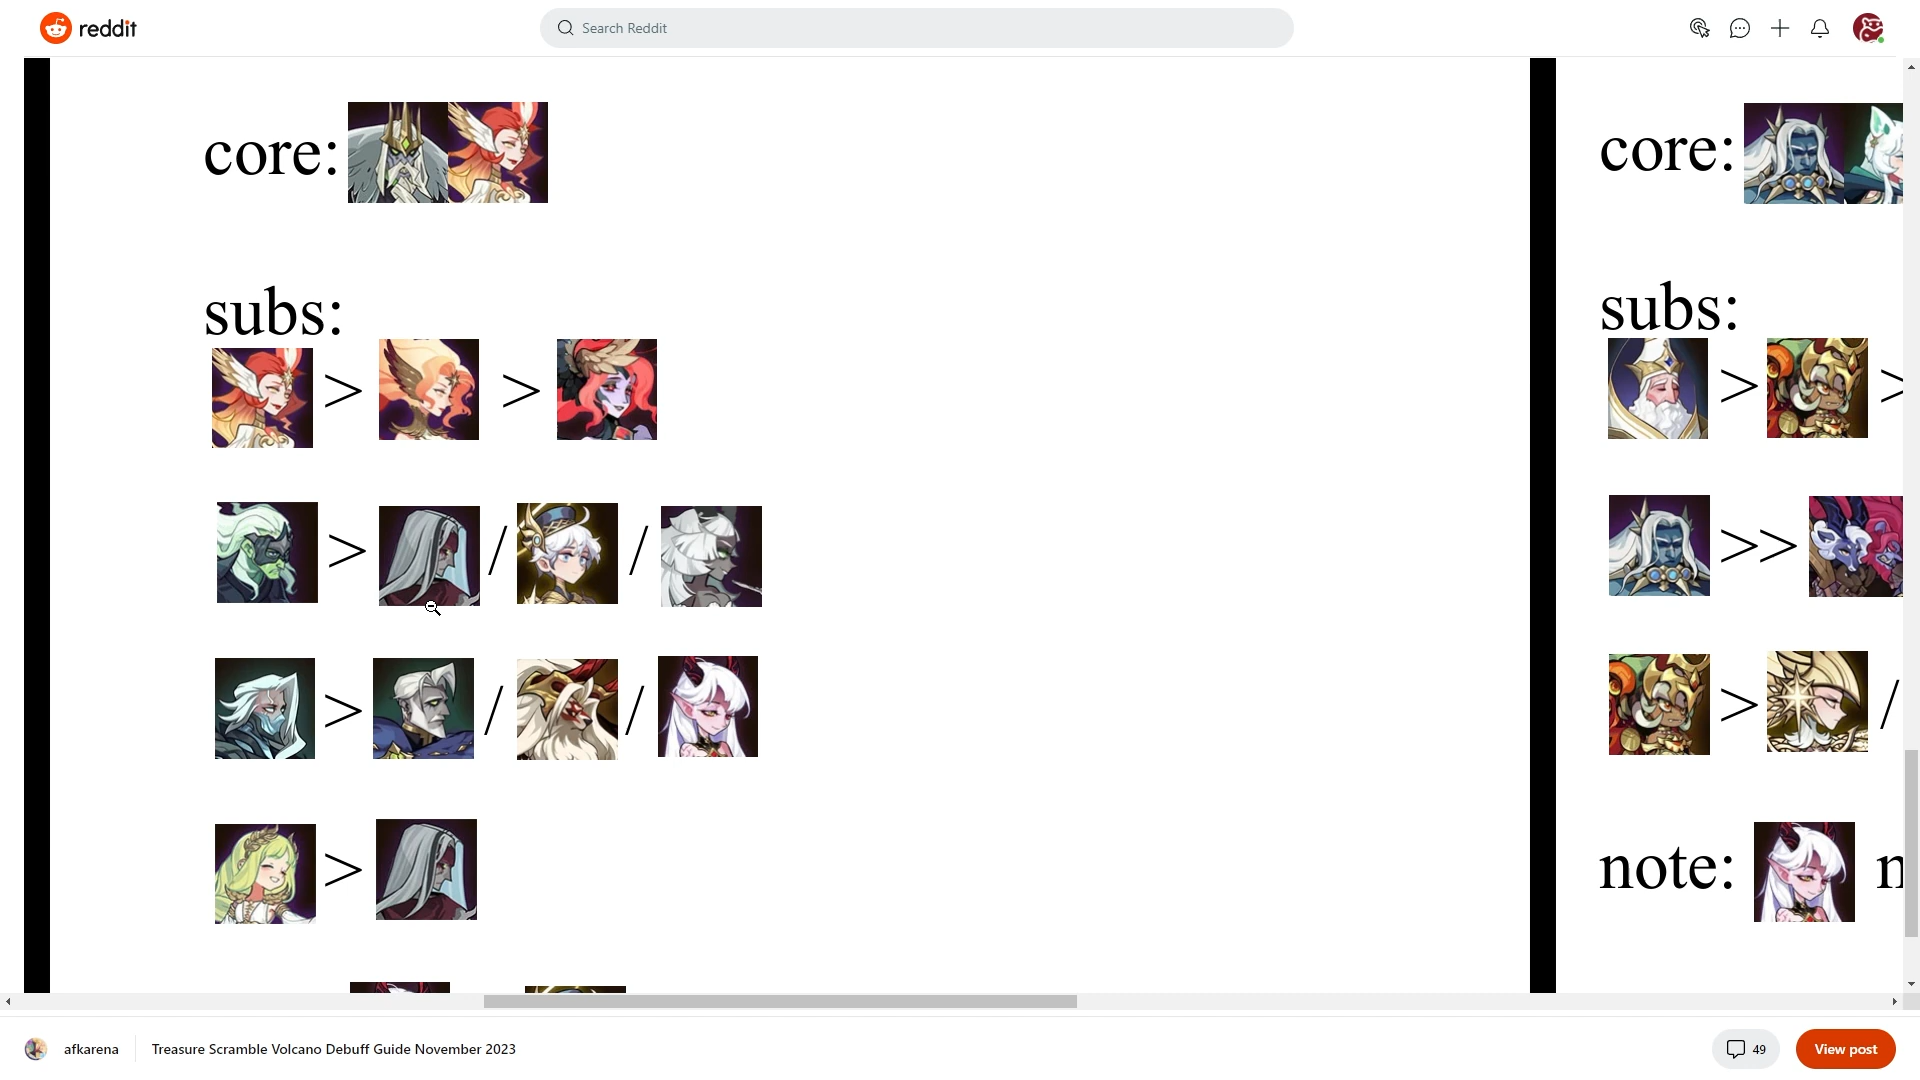 reddit
Search Reddit
core:
subs:
> >
> / /
> / /
>
core:
subs:
> >
>>
> /
note: n
afkarena
Treasure Scramble Volcano Debuff Guide November 2023
49
View post